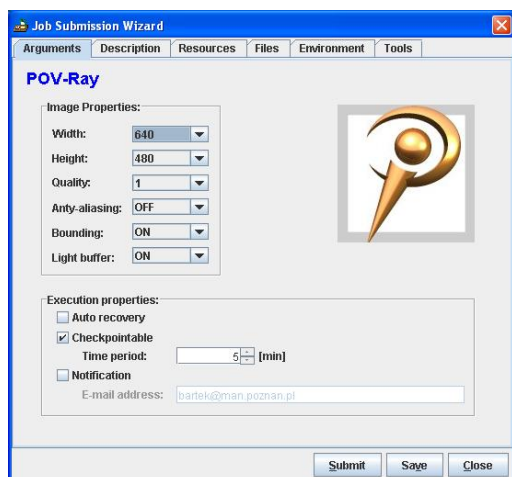 Job Submission Wizard
Arguments Description Resources Files Environment Tools
POV-Ray
Image Properties:
Width: 640
Height: 480
Quality: 1
Anty-aliasing: OFF
Bounding: ON
Light buffer: ON
Execution properties:
Auto recovery
Checkpointable
Time period: 5 [min]
Notification
E-mail address: bartek@man.poznan.pl
Submit Save Close